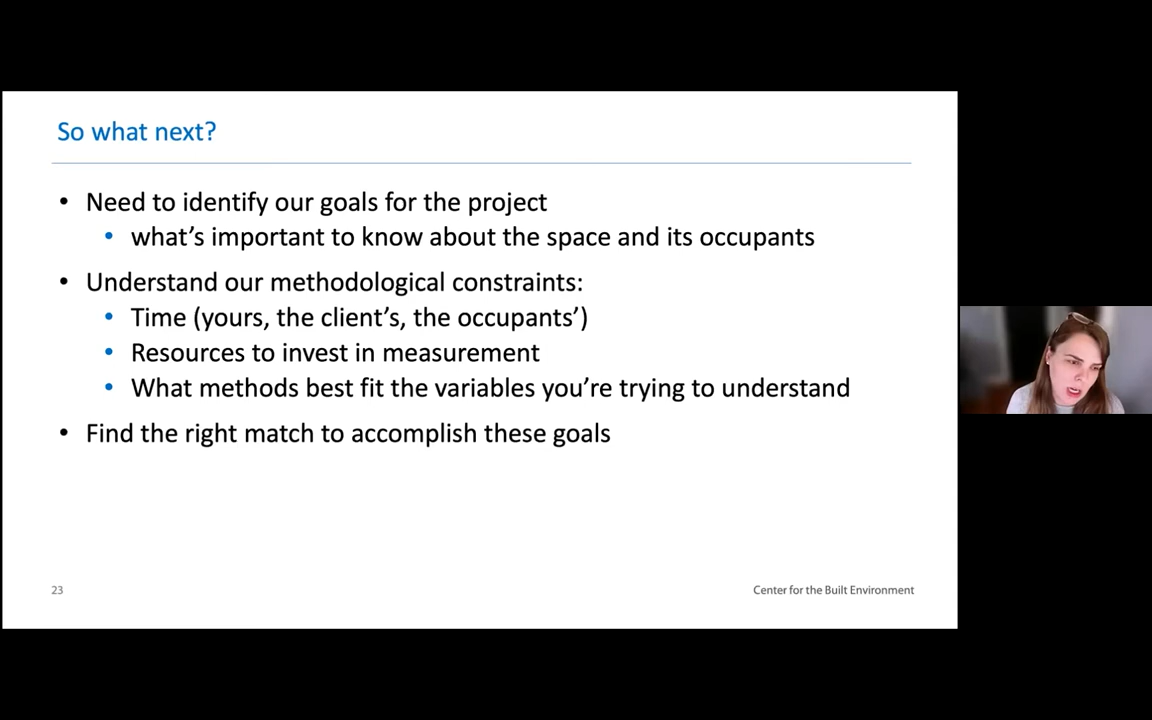 So what next?
• Need to identify our goals for the project
• what's important to know about the space and its occupants
• Understand our methodological constraints:
• Time (yours, the client's, the occupants')
• Resources to invest in measurement
• What methods best fit the variables you're trying to understand
• Find the right match to accomplish these goals
23
Center for the Built Environment